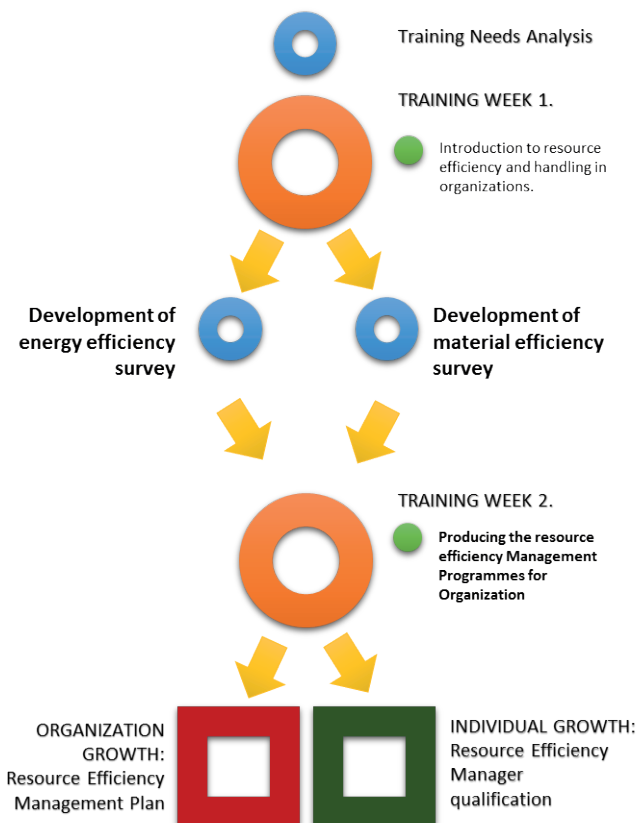 Training Needs Analysis
TRAINING WEEK 1.
Introduction to resource
efficiency and handling in
organizations.
Development of
energy efficiency
survey
Development of
material efficiency
survey
TRAINING WEEK 2.
Producing the resource
efficiency Management
Programmes for
Organization
ORGANIZATION
GROWTH:
Resource Efficiency
Management Plan
INDIVIDUAL GROWTH:
Resource Efficiency
Manager
qualification